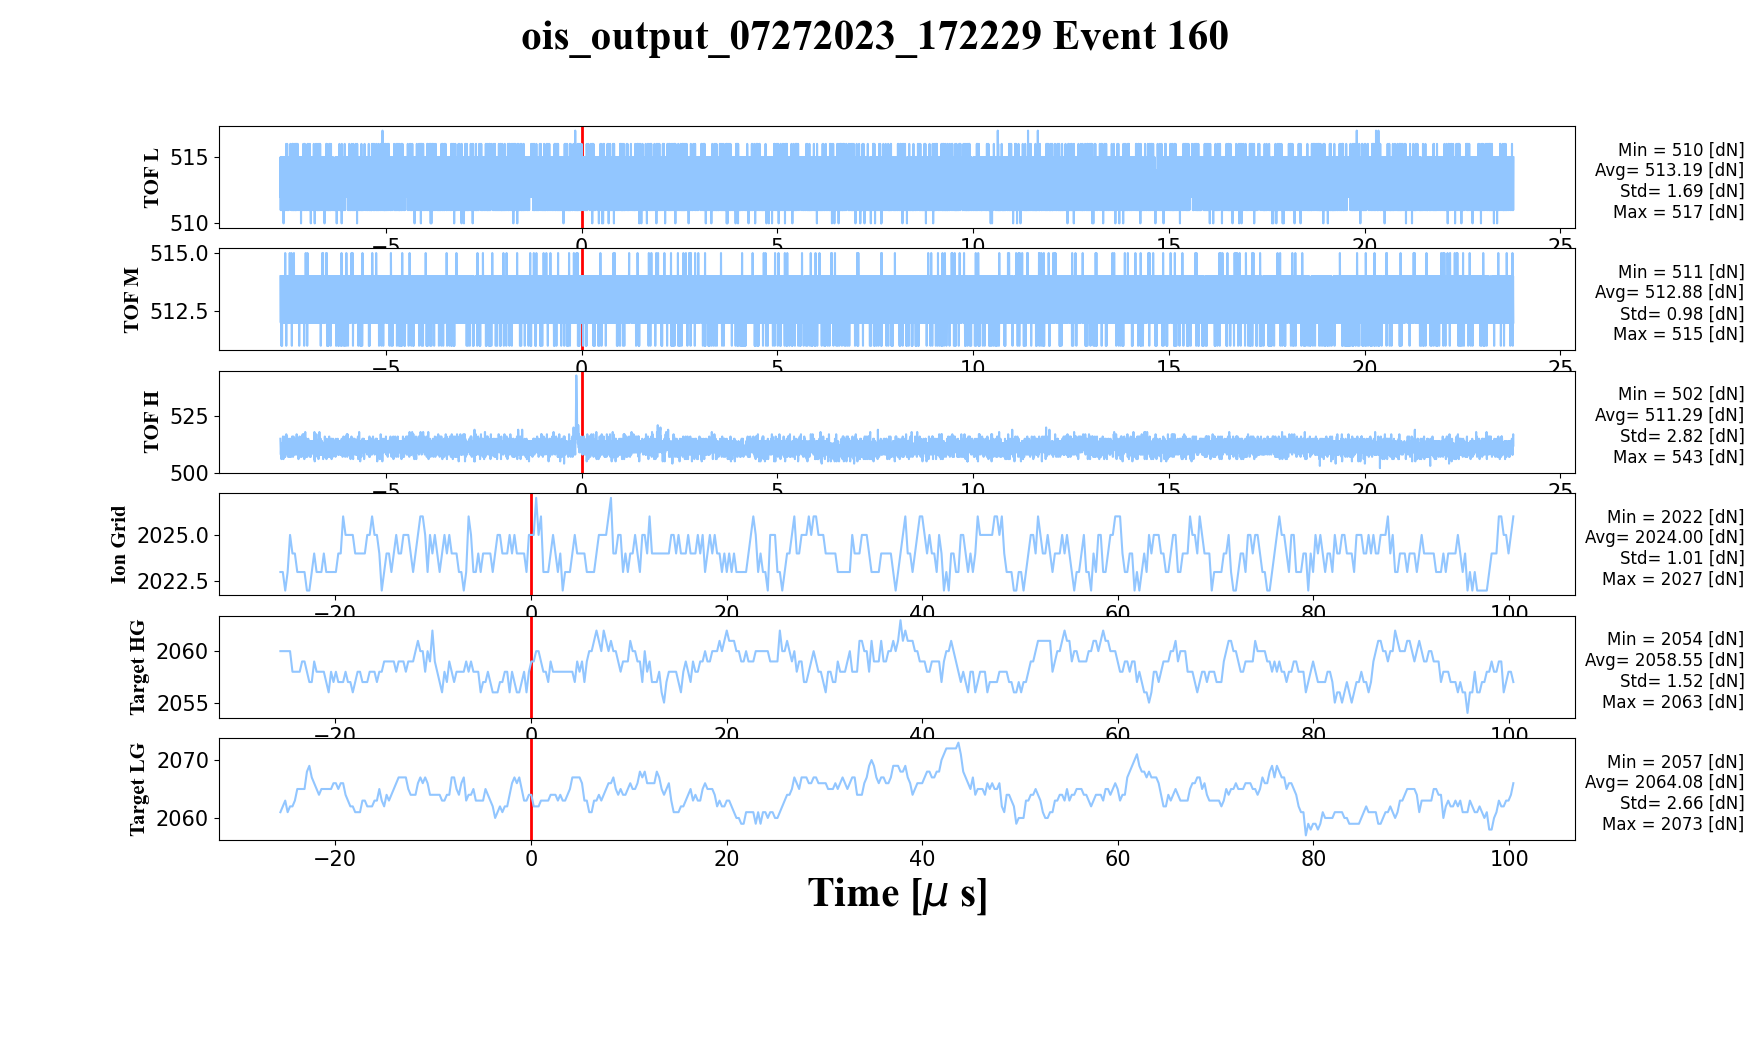 ois_output_07272023_172229 Event 160
TOF L
515
510
−5
0
5
10
15
20
25
Min = 510 [dN]
Avg= 513.19 [dN]
Std= 1.69 [dN]
Max = 517 [dN]
TOF M
515.0
512.5
−5
0
5
10
15
20
25
Min = 511 [dN]
Avg= 512.88 [dN]
Std= 0.98 [dN]
Max = 515 [dN]
TOF H
525
500
−5
0
5
10
15
20
25
Min = 502 [dN]
Avg= 511.29 [dN]
Std= 2.82 [dN]
Max = 543 [dN]
Ion Grid
2025.0
2022.5
−20
0
20
40
60
80
100
Min = 2022 [dN]
Avg= 2024.00 [dN]
Std= 1.01 [dN]
Max = 2027 [dN]
Target HG
2060
2055
−20
0
20
40
60
80
100
Min = 2054 [dN]
Avg= 2058.55 [dN]
Std= 1.52 [dN]
Max = 2063 [dN]
Target LG
2070
2060
−20
0
20
40
60
80
100
Min = 2057 [dN]
Avg= 2064.08 [dN]
Std= 2.66 [dN]
Max = 2073 [dN]
Time [μ s]